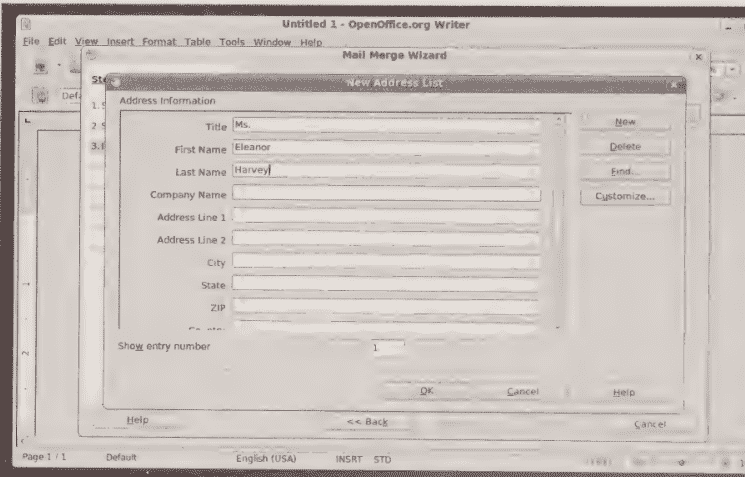 Untitled 1 - OpenOffice.org Writer
File Edit View Insert Format Table Tools Window Help
Mail Merge Wizard
New Address List
Address Information
Title Ms.
First Name Eleanor
Last Name Harvey
Company Name
Address Line 1
Address Line 2
City
State
ZIP
New
Delete
Find...
Customize...
Show entry number 1
OK Cancel Help
Help << Back Cancel
Page 1 / 1 Default English (USA) INSRT STD